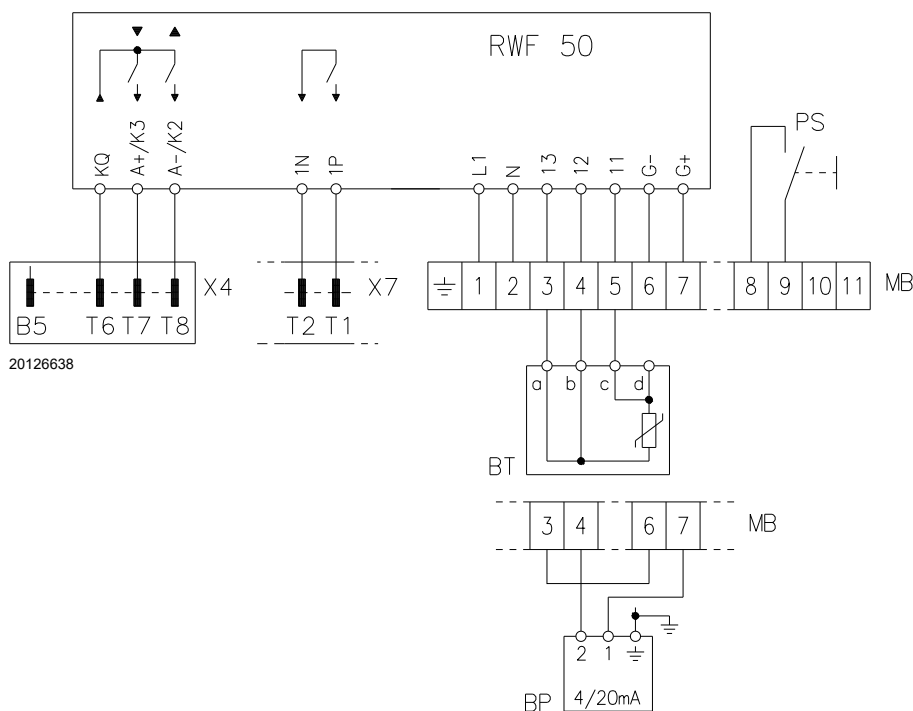 RWF 50
KQ A+/K3 A-/K2 1N 1P L1 N 13 12 11 G- G+
PS
B5 T6 T7 T8 X4
T2 T1 X7
1 2 3 4 5 6 7 8 9 10 11 MB
20126638
a b c d
BT
3 4 6 7 MB
2 1
BP 4/20mA